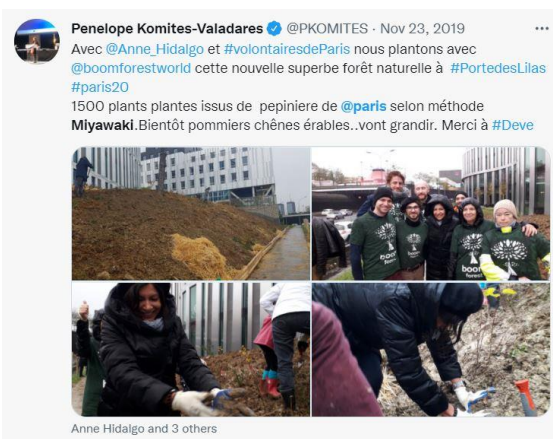 Penelope Komites-Valadares @PKOMITES · Nov 23, 2019
Avec @Anne_Hidalgo et #volontairesdeParis nous plantons avec
@boomforestworld cette nouvelle superbe forêt naturelle à #PortedesLilas
#paris20
1500 plants plantes issus de pepiniere de @paris selon méthode
Miyawaki.Bientôt pommiers chênes érables..vont grandir. Merci à #Deve
boom
forest
Anne Hidalgo and 3 others